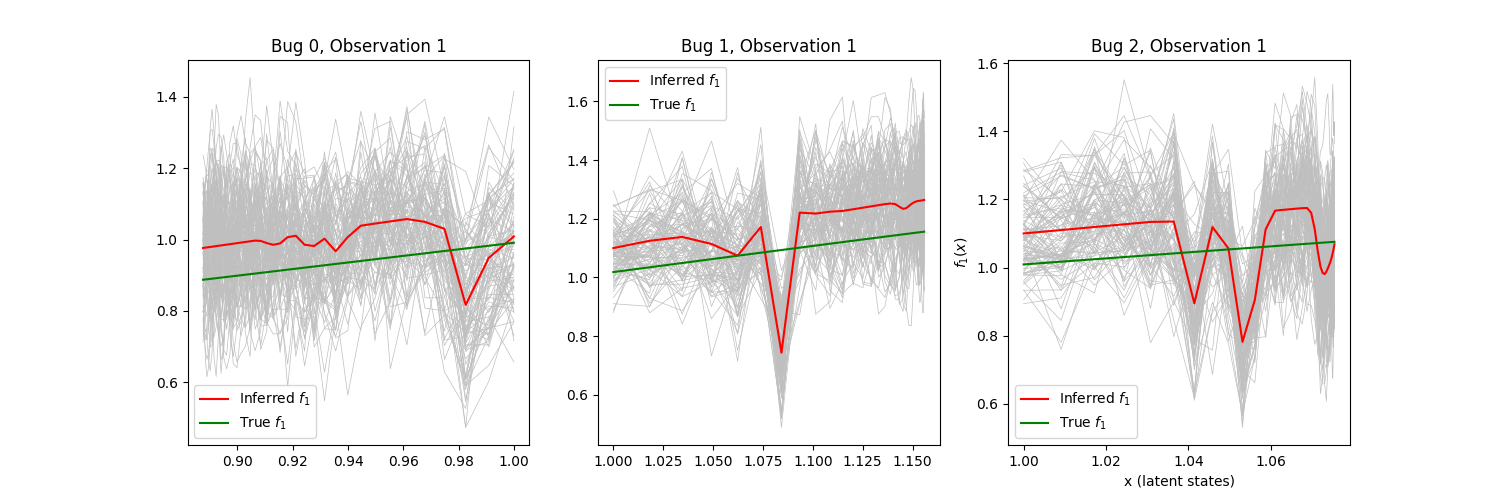 Bug 0, Observation 1
1.4
1.2
1.0
0.8
0.6
Inferred f₁
True f₁
0.90 0.92 0.94 0.96 0.98 1.00
Bug 1, Observation 1
Inferred f₁
True f₁
1.6
1.4
1.2
1.0
0.8
0.6
1.000 1.025 1.050 1.075 1.100 1.125 1.150
Bug 2, Observation 1
f₁(x)
1.6
1.4
1.2
1.0
0.8
0.6
Inferred f₁
True f₁
1.00 1.02 1.04 1.06
x (latent states)